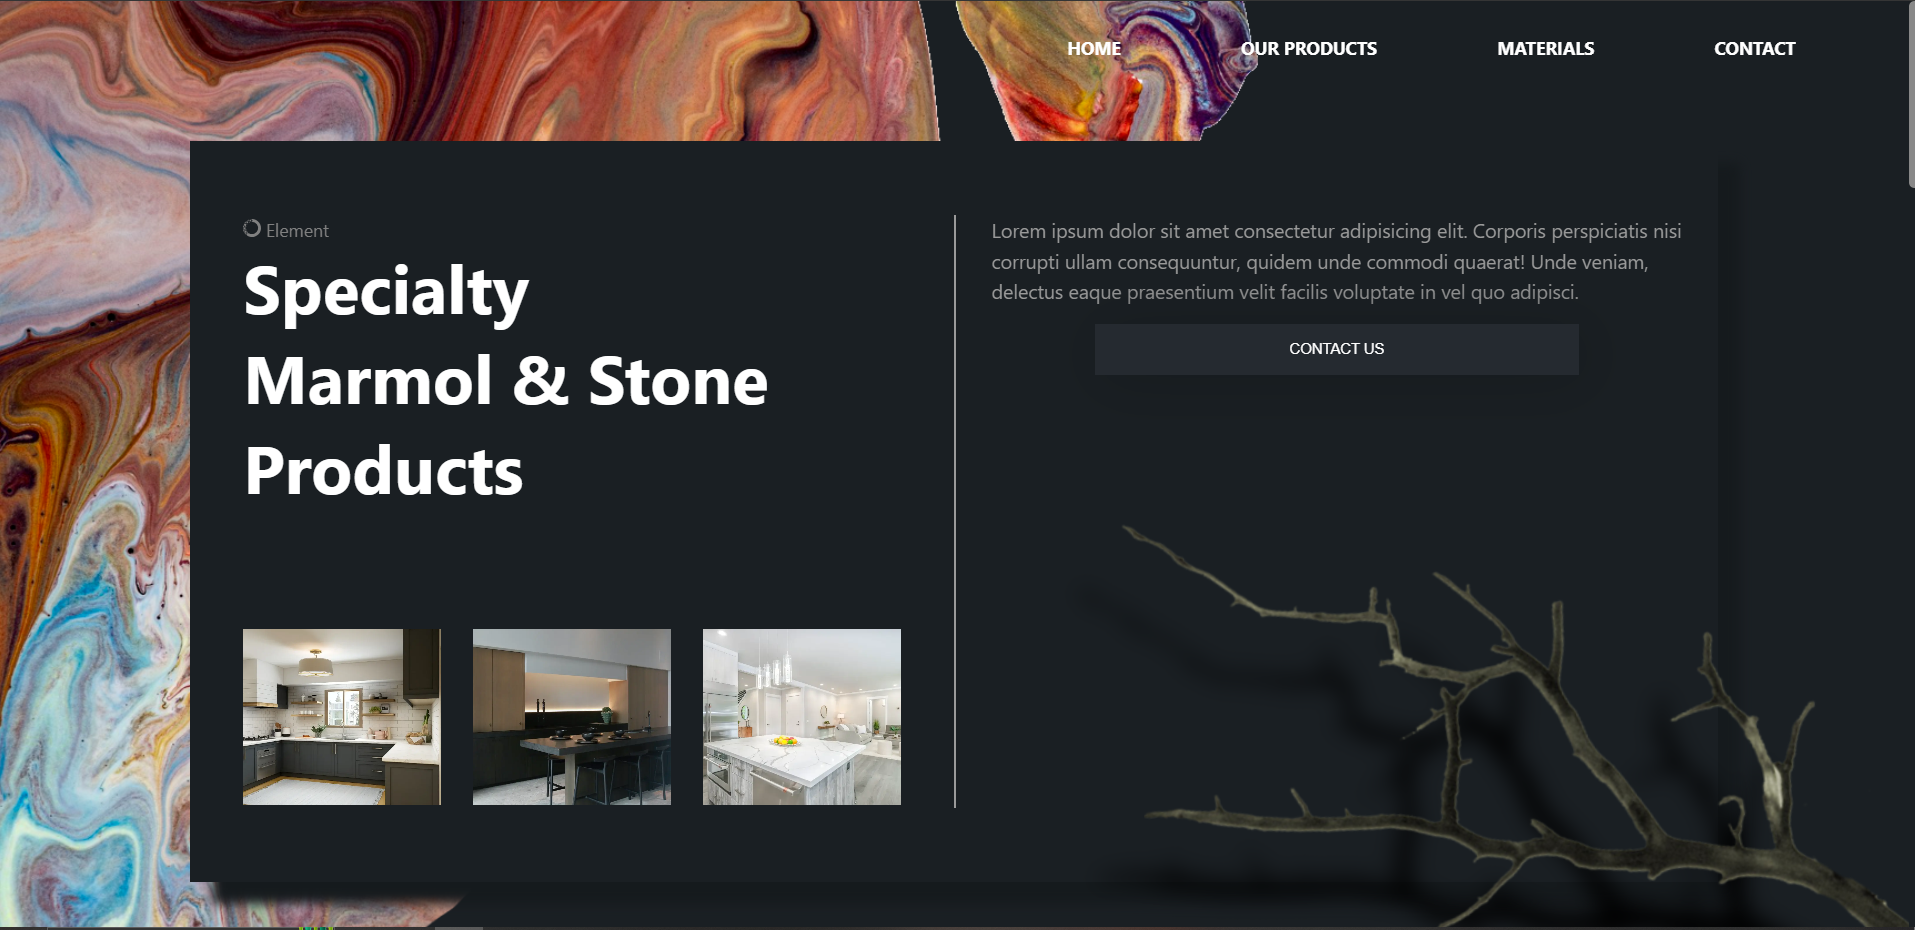 HOME OUR PRODUCTS MATERIALS CONTACT
Element
Specialty
Marmol & Stone
Products
Lorem ipsum dolor sit amet consectetur adipisicing elit. Corporis perspiciatis nisi
corrupti ullam consequuntur, quidem unde commodi quaerat! Unde veniam,
delectus eaque praesentium velit facilis voluptate in vel quo adipisci.
CONTACT US